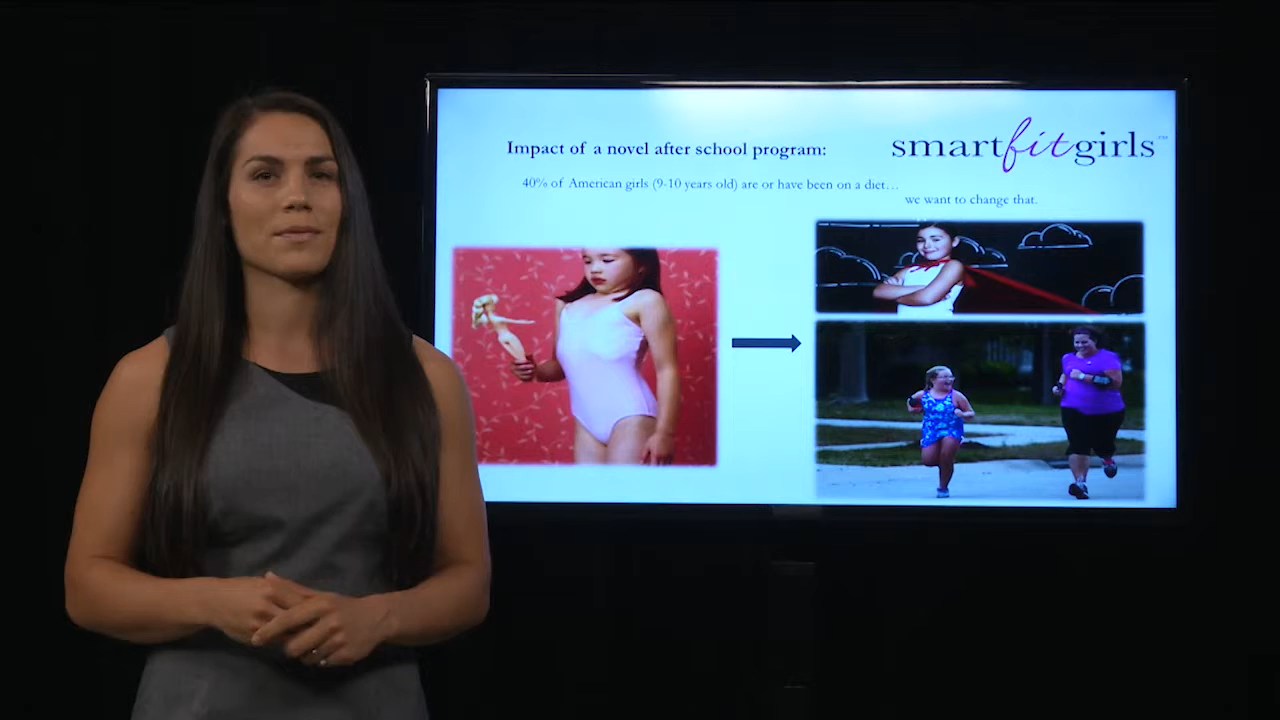 smartfitgirls™
Impact of a novel after school program:
40% of American girls (9-10 years old) are or have been on a diet…
we want to change that.